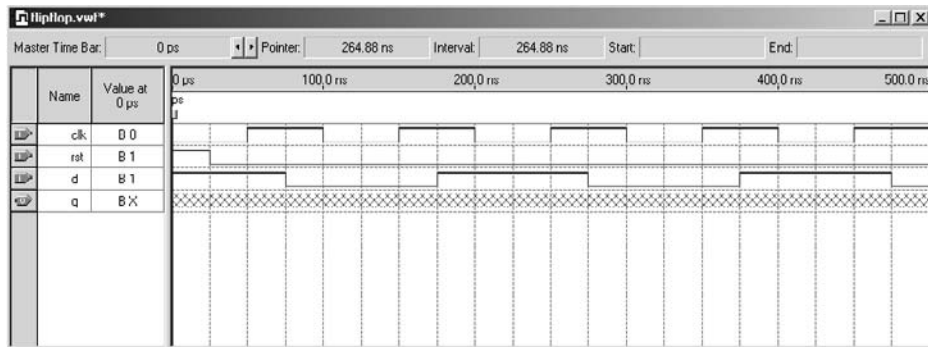 flipflop.vwf*
Master Time Bar: 0 ps Pointer: 264.88 ns Interval: 264.88 ns Start: End:
Name Value at 0 ps 0 ps 100,0 ns 200,0 ns 300,0 ns 400,0 ns 500.0 ns
ps
clk B 0
rst B 1
d B 1
q B X